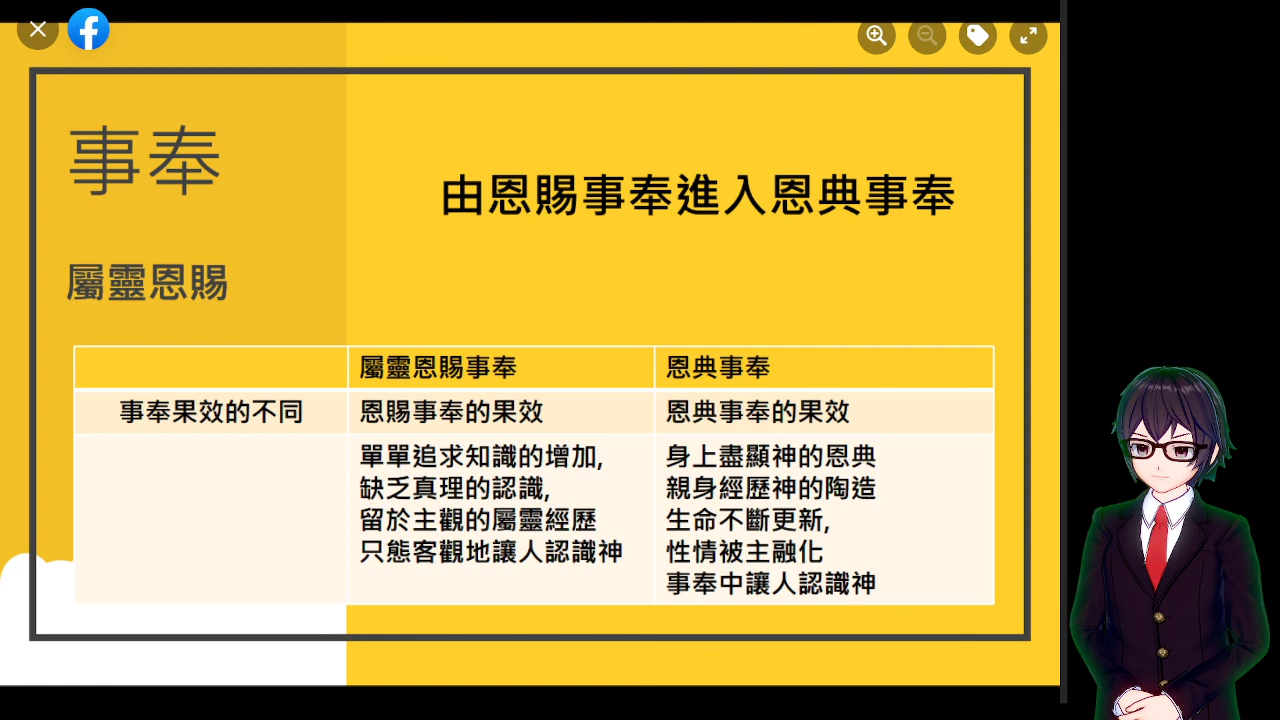 事奉
由恩賜事奉進入恩典事奉
屬靈恩賜
屬靈恩賜事奉
恩典事奉
事奉果效的不同
恩賜事奉的果效
恩典事奉的果效
單單追求知識的增加,
缺乏真理的認識,
留於主觀的屬靈經歷
只態客觀地讓人認識神
身上盡顯神的恩典
親身經歷神的陶造
生命不斷更新,
性情被主融化
事奉中讓人認識神